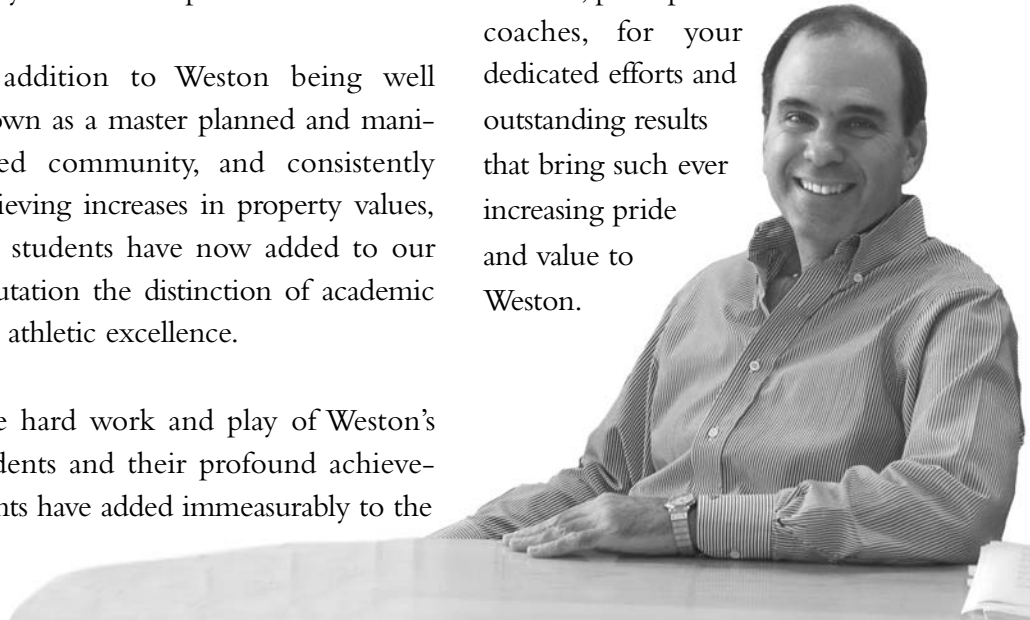 addition to Weston being well
own as a master planned and mani-
ed community, and consistently
ieving increases in property values,
students have now added to our
utation the distinction of academic
athletic excellence.
e hard work and play of Weston's
dents and their profound achieve-
nts have added immeasurably to the
coaches, for your
dedicated efforts and
outstanding results
that bring such ever
increasing pride
and value to
Weston.